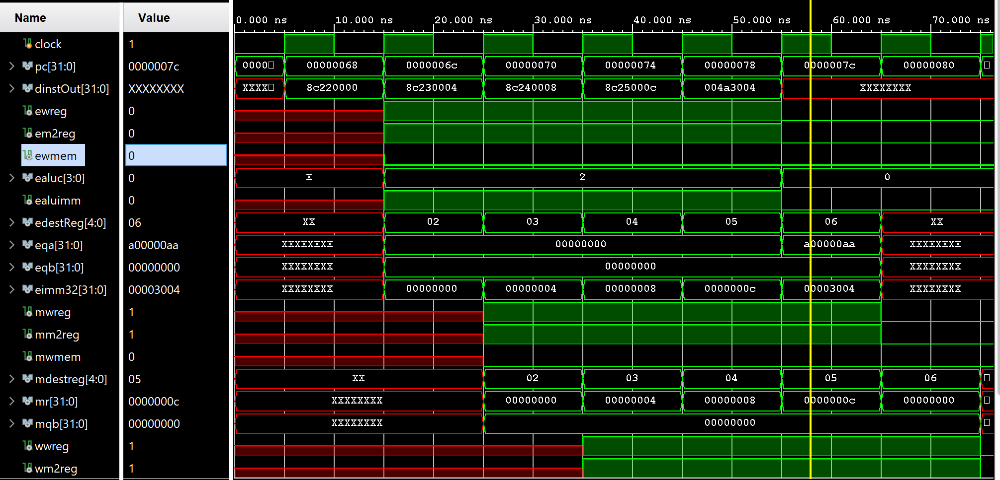 Name Value 0.000 ns 10.000 ns 20.000 ns 30.000 ns 40.000 ns 50.000 ns 60.000 ns 70.000 ns
clock 1
pc[31:0] 0000007c 0000 00000068 0000006c 00000070 00000074 00000078 0000007c 00000080
dinstOut[31:0] XXXXXXXX XXXX 8c220000 8c230004 8c240008 8c25000c 004a3004 XXXXXXXX
ewreg 0
em2reg 0
ewmem 0
ealuc[3:0] 0 X 2 0
ealuimm 0
edestReg[4:0] 06 XX 02 03 04 05 06 XX
eqa[31:0] a00000aa XXXXXXXX 00000000 a00000aa XXXXXXXX
eqb[31:0] 00000000 XXXXXXXX 00000000 XXXXXXXX
eimm32[31:0] 00003004 XXXXXXXX 00000000 00000004 00000008 0000000c 00003004 XXXXXXXX
mwreg 1
mm2reg 1
mwmem 0
mdestreg[4:0] 05 XX 02 03 04 05 06
mr[31:0] 0000000c XXXXXXXX 00000000 00000004 00000008 0000000c 00000000
mqb[31:0] 00000000 XXXXXXXX 00000000
wwreg 1
wm2reg 1